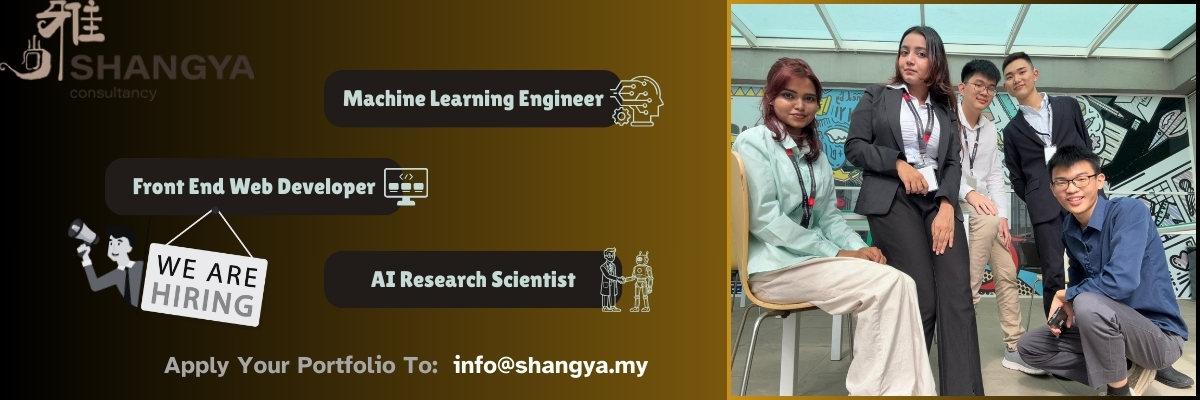 雅
SHANGYA
consultancy
Machine Learning Engineer
Front End Web Developer
WE ARE
HIRING
AI Research Scientist
Apply Your Portfolio To: info@shangya.my